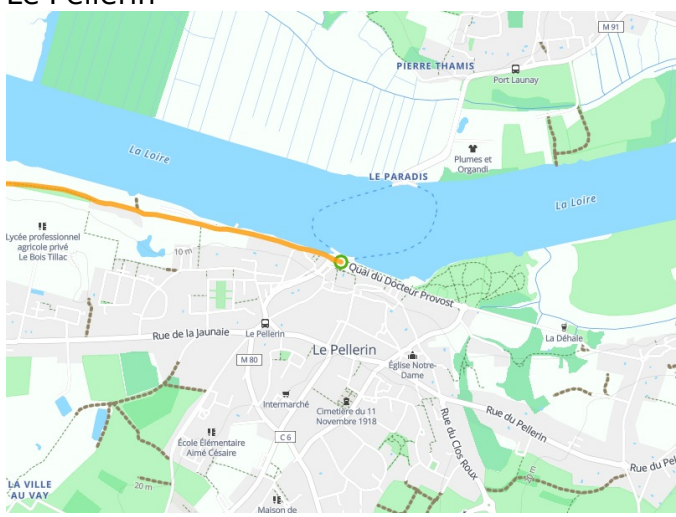 Le Pellerin
M 91
PIERRE THAMIS
Port Launay
La Loire
Plumes et
Organdi
LE PARADIS
La Loire
Lycée professionnel
agricole privé
Le Bois Tillac
10 m
Quai du Docteur Provost
Rue de la Jaunaie
Le Pellerin
La Déhale
M 80
Le Pellerin
Église Notre-
Dame
Intermarché
Cimetière du 11
Novembre 1918
Rue du Pellerin
C 6
École Élémentaire
Aimé Césaire
Rue du Clos Roux
Rue du Pel
LA VILLE
AU VAY
20 m
Maison de